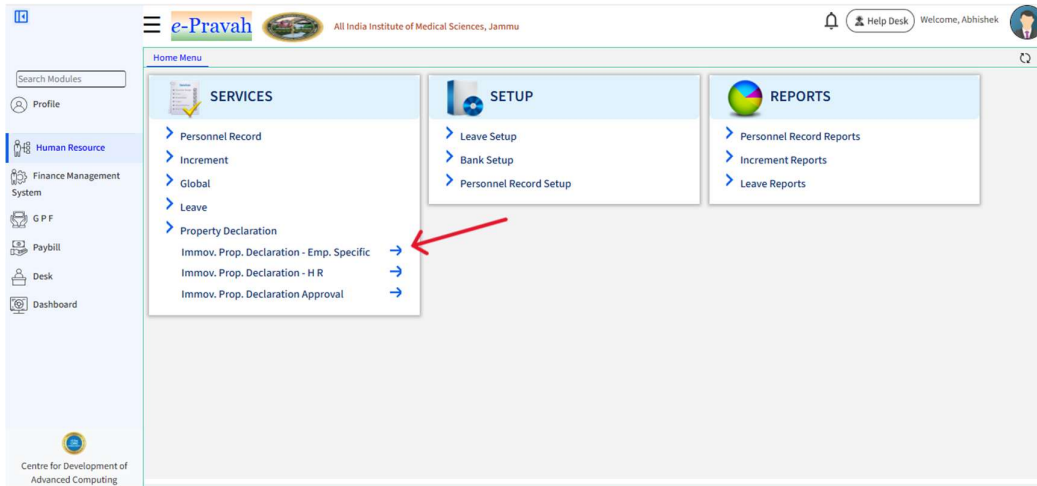 e-Pravah
All India Institute of Medical Sciences, Jammu
Help Desk
Welcome, Abhishek
Home Menu
Search Modules
Profile
Human Resource
Finance Management
System
G P F
Paybill
Desk
Dashboard
Centre for Development of
Advanced Computing
SERVICES
Personnel Record
Increment
Global
Leave
Property Declaration
Immov. Prop. Declaration - Emp. Specific
Immov. Prop. Declaration - H R
Immov. Prop. Declaration Approval
SETUP
Leave Setup
Bank Setup
Personnel Record Setup
REPORTS
Personnel Record Reports
Increment Reports
Leave Reports